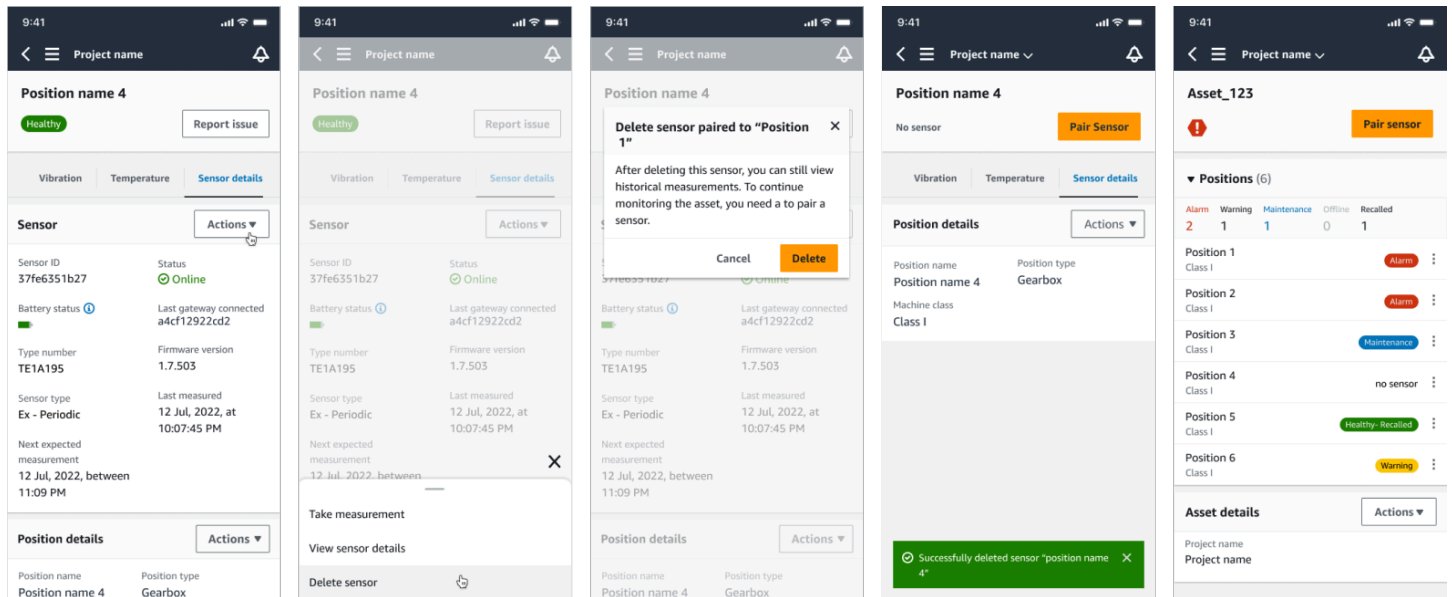 9:41
Project name
Position name 4
Healthy
Report issue
Vibration Temperature Sensor details
Sensor
Actions
Sensor ID
37fe6351b27
Status
Online
Battery status
Last gateway connected
a4cf12922cd2
Type number
TE1A195
Firmware version
1.7.503
Sensor type
Ex - Periodic
Last measured
12 Jul, 2022, at
10:07:45 PM
Next expected
measurement
12 Jul, 2022, between
11:09 PM
Position details
Actions
Position name
Position name 4
Position type
Gearbox
9:41
Project name
Position name 4
Healthy
Report issue
Vibration Temperature Sensor details
Sensor
Actions
Sensor ID
37fe6351b27
Status
Online
Battery status
Last gateway connected
a4cf12922cd2
Type number
TE1A195
Firmware version
1.7.503
Sensor type
Ex - Periodic
Last measured
12 Jul, 2022, at
10:07:45 PM
Next expected
measurement
12 Jul, 2022, between
Take measurement
View sensor details
Delete sensor
9:41
Project name
Position name 4
Delete sensor paired to “Position
1“
After deleting this sensor, you can still view
historical measurements. To continue
monitoring the asset, you need a to pair a
sensor.
Cancel
Delete
37fe6351b27
Online
Battery status
Last gateway connected
a4cf12922cd2
Type number
TE1A195
Firmware version
1.7.503
Sensor type
Ex - Periodic
Last measured
12 Jul, 2022, at
10:07:45 PM
Next expected
measurement
12 Jul, 2022, between
11:09 PM
Position details
Actions
Position name
Position name 4
Position type
Gearbox
9:41
Project name
Position name 4
No sensor
Pair Sensor
Vibration Temperature Sensor details
Position details
Actions
Position name
Position name 4
Position type
Gearbox
Machine class
Class I
Successfully deleted sensor “position name
4“
9:41
Project name
Asset_123
Pair sensor
Positions (6)
Alarm Warning Maintenance Offline Recalled
2 1 1 0 1
Position 1
Class I
Alarm
Position 2
Class I
Alarm
Position 3
Class I
Maintenance
Position 4
Class I
no sensor
Position 5
Class I
Healthy- Recalled
Position 6
Class I
Warning
Asset details
Actions
Project name
Project name